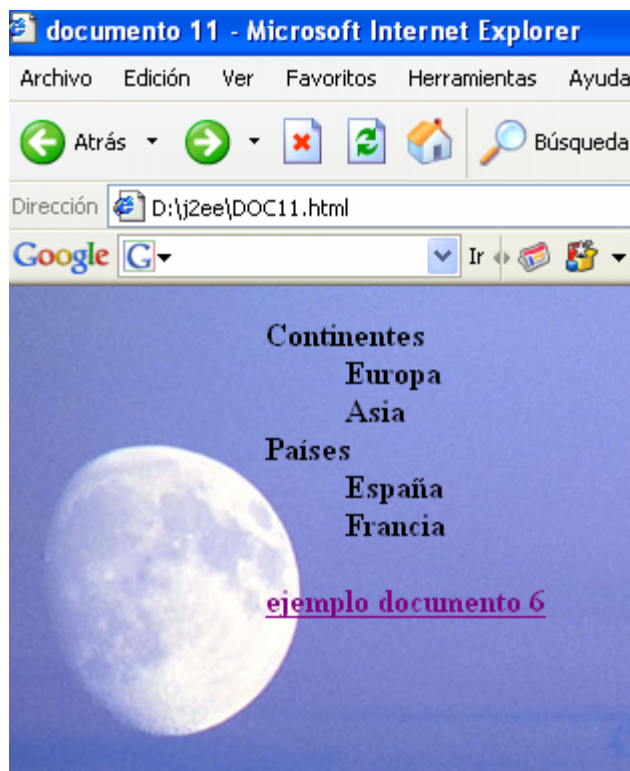 documento 11 - Microsoft Internet Explorer
Archivo Edición Ver Favoritos Herramientas Ayuda
Atrás Búsqueda
Dirección D:\j2ee\DOC11.html
Google G Ir
Continentes
Europa
Asia
Países
España
Francia
ejemplo documento 6